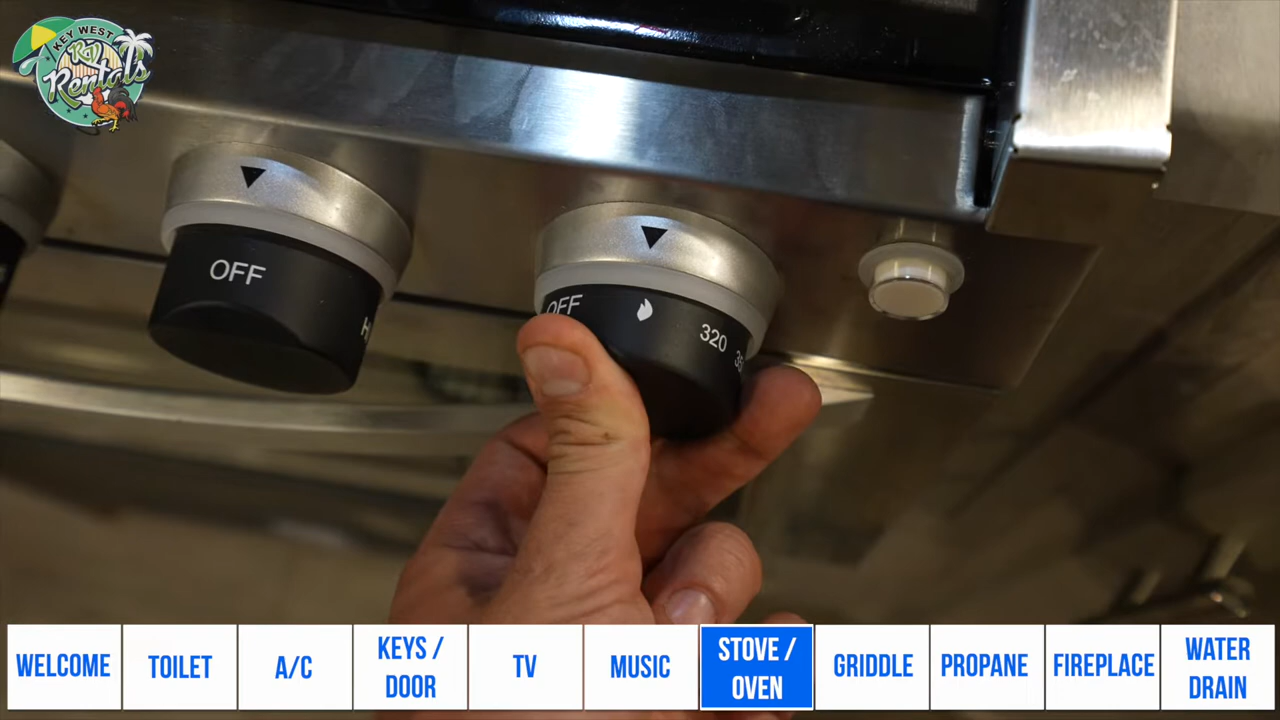 KEY WEST
RV
Rentals
OFF
OFF
320
WELCOME
TOILET
A/C
KEYS /
DOOR
TV
MUSIC
STOVE /
OVEN
GRIDDLE
PROPANE
FIREPLACE
WATER
DRAIN